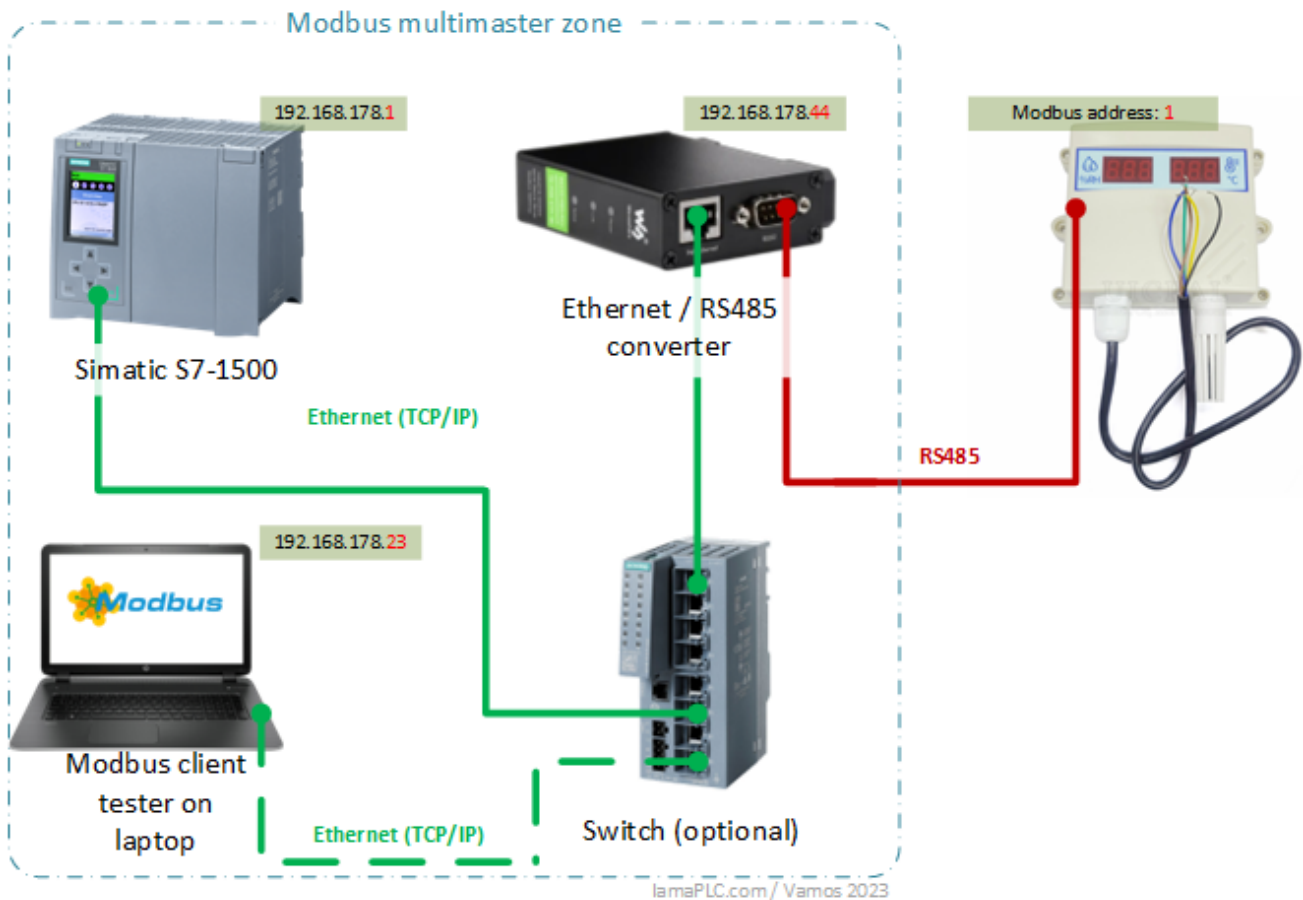 Modbus multimaster zone
192.168.178.1
192.168.178.44
Modbus address: 1
%RH
°C
Ethernet / RS485
converter
Simatic S7-1500
Ethernet (TCP/IP)
RS485
192.168.178.23
Modbus
Modbus client
tester on
laptop
Ethernet (TCP/IP)
Switch (optional)
lamaPLC.com / Vamos 2023